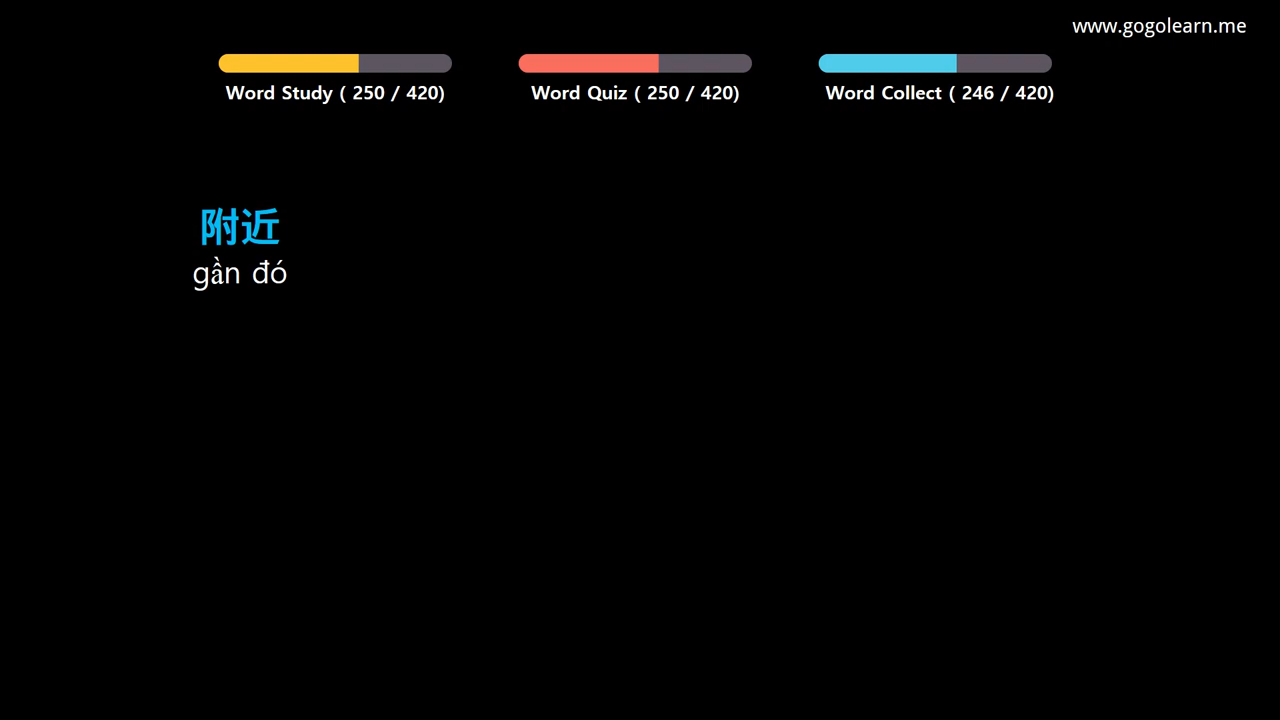 www.gogolearn.me
Word Study ( 250 / 420)
Word Quiz ( 250 / 420)
Word Collect ( 246 / 420)
附近
gần đó